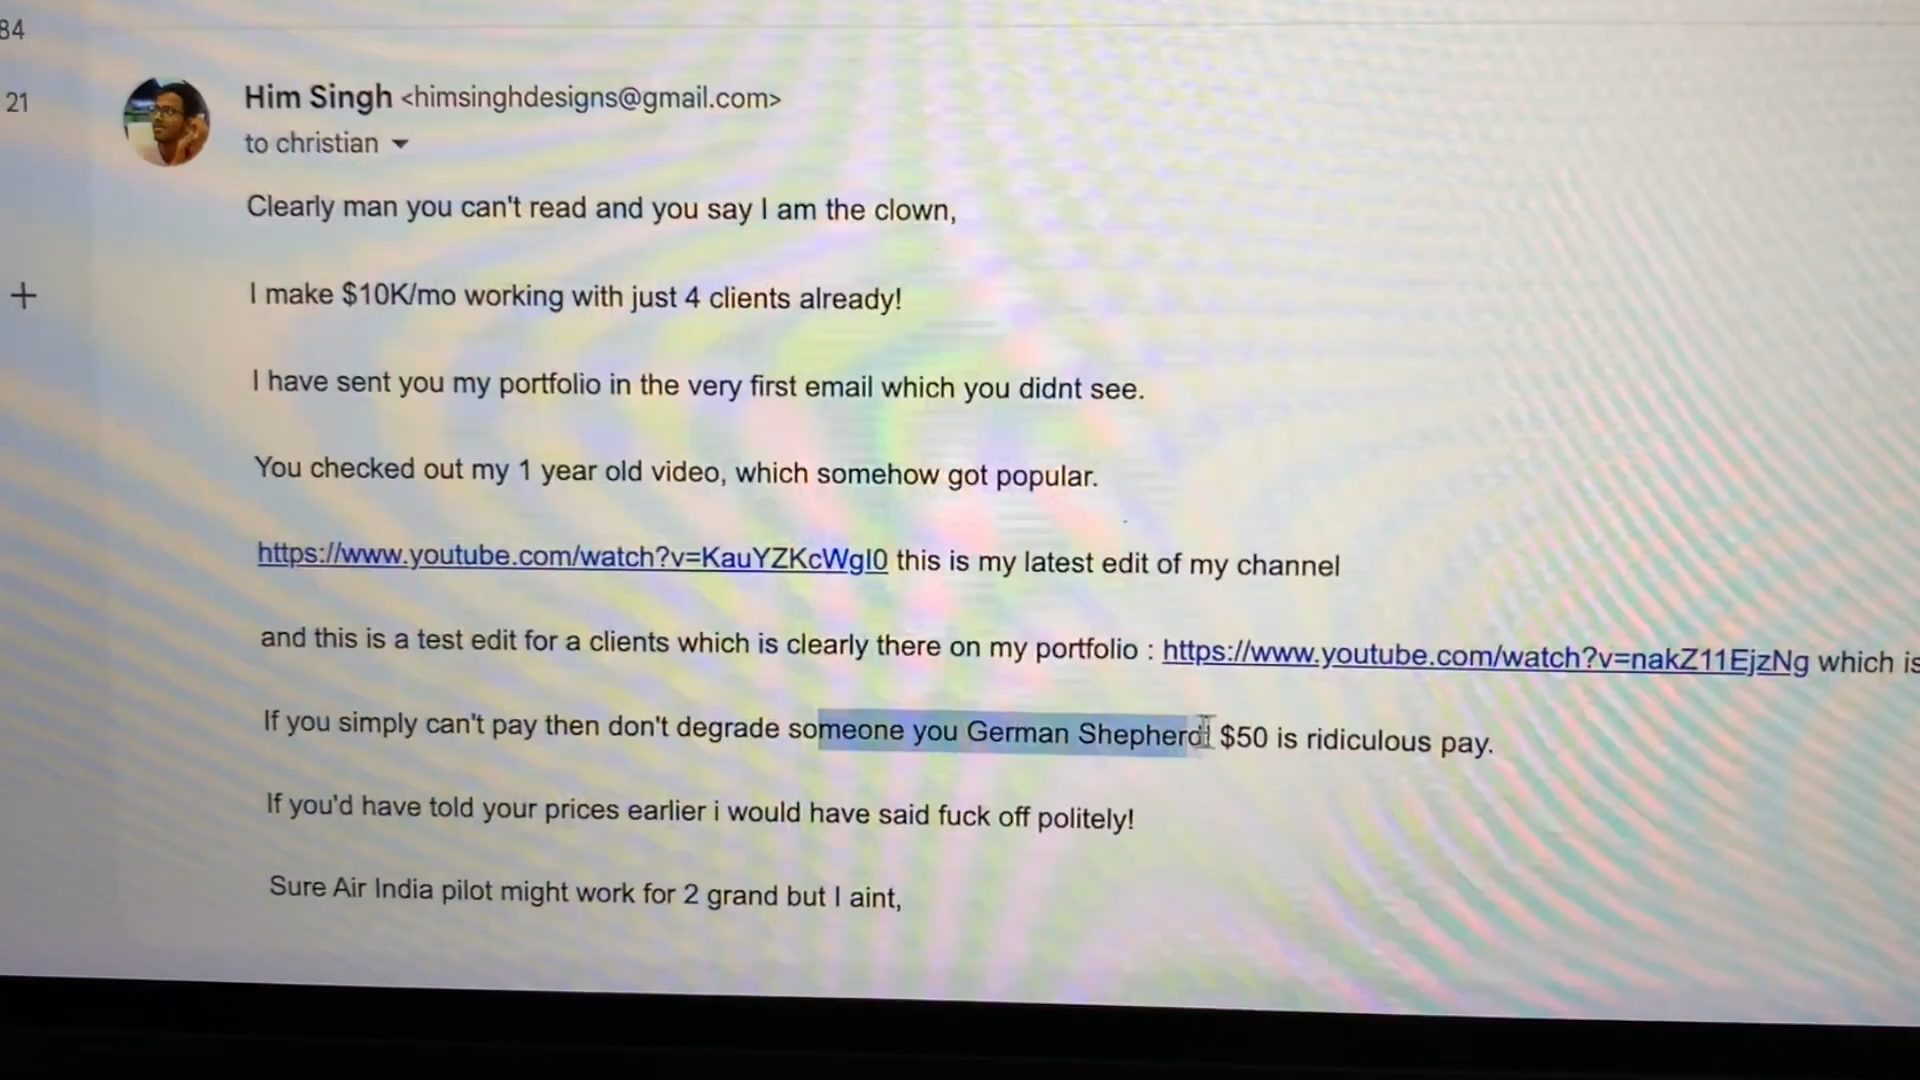 84
Him Singh <himsinghdesigns@gmail.com>
21
to christian
Clearly man you can't read and you say I am the clown,
+
I make $10K/mo working with just 4 clients already!
I have sent you my portfolio in the very first email which you didnt see.
You checked out my 1 year old video, which somehow got popular.
https://www.youtube.com/watch?v=KauYZKcWgI0 this is my latest edit of my channel
and this is a test edit for a clients which is clearly there on my portfolio : https://www.youtube.com/watch?v=nakZ11EjzNg which is
If you simply can't pay then don't degrade someone you German Shepherd! $50 is ridiculous pay.
If you'd have told your prices earlier i would have said fuck off politely!
Sure Air India pilot might work for 2 grand but I aint,